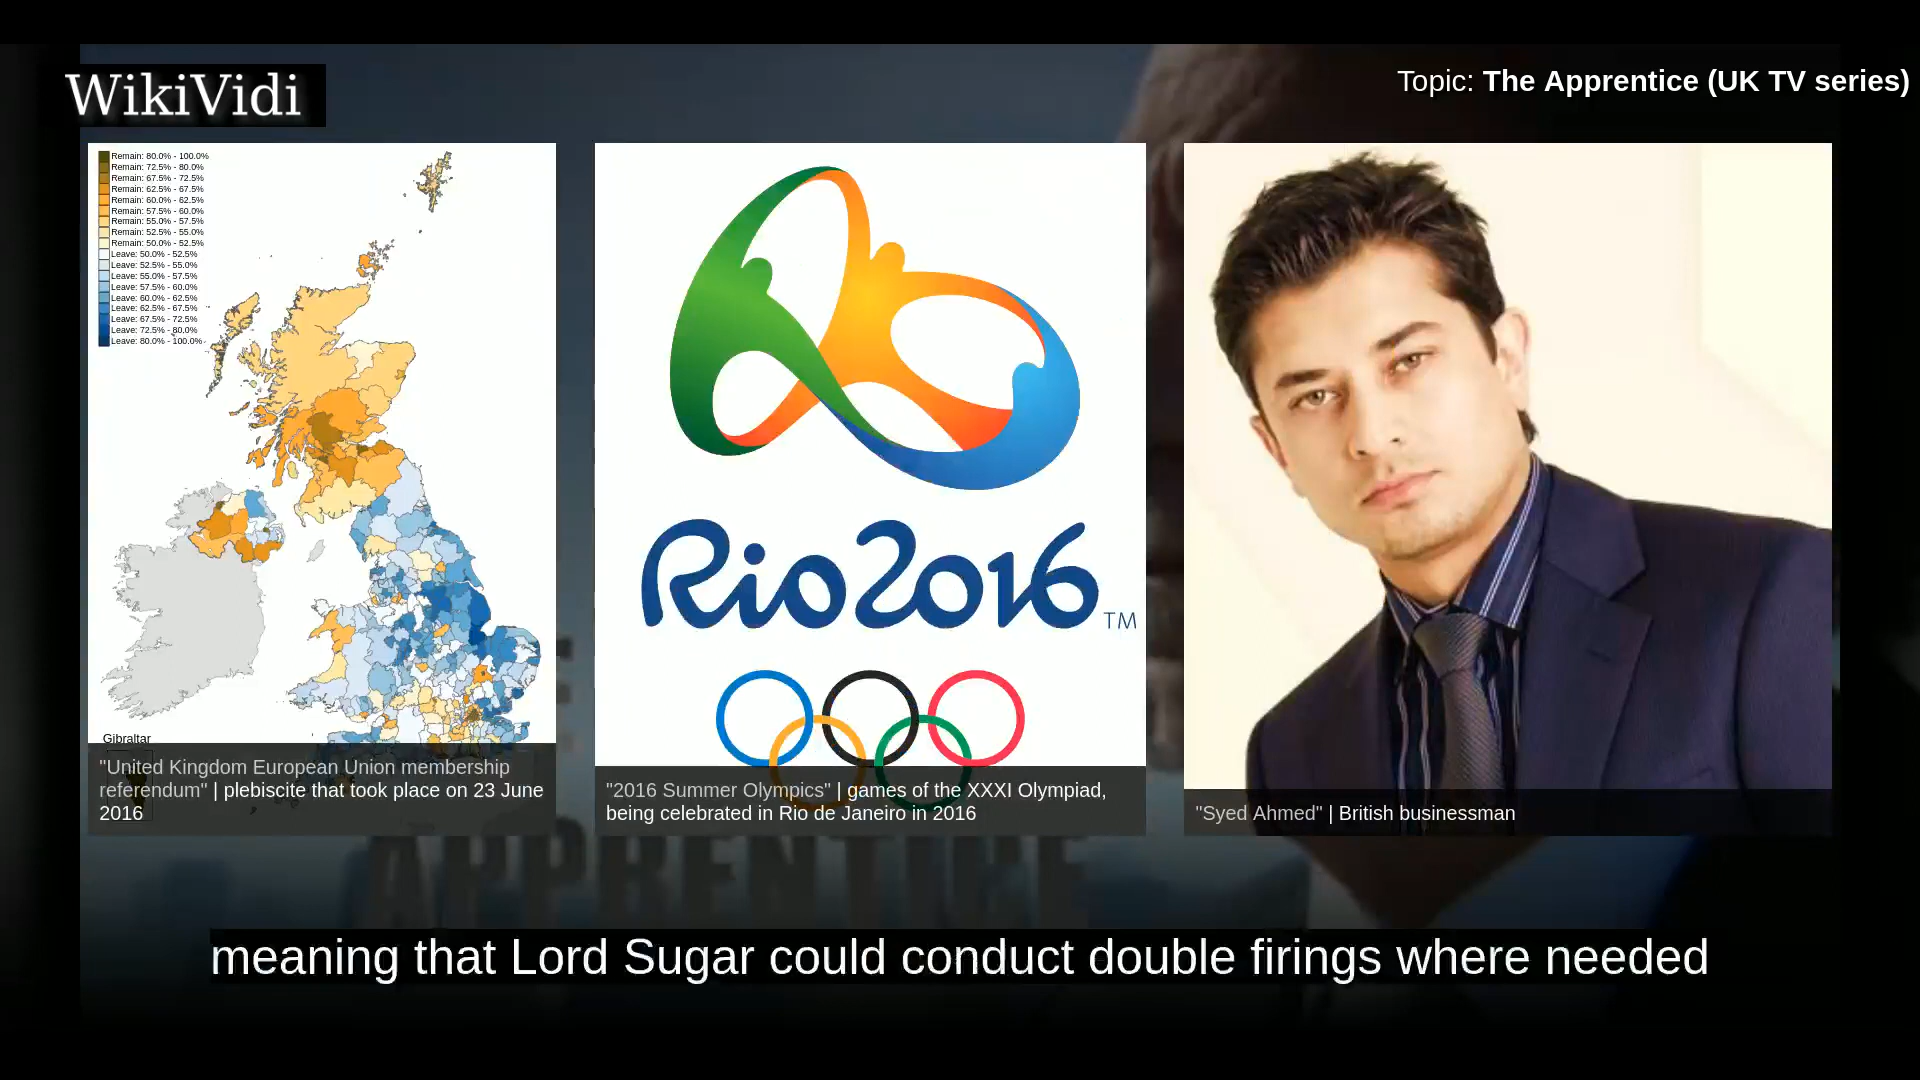 WikiVidi
Topic: The Apprentice (UK TV series)
Remain: 80.0% - 100.0%
Remain: 72.5% - 80.0%
Remain: 67.5% - 72.5%
Remain: 62.5% - 67.5%
Remain: 60.0% - 62.5%
Remain: 57.5% - 60.0%
Remain: 55.0% - 57.5%
Remain: 52.5% - 55.0%
Remain: 50.0% - 52.5%
Leave: 50.0% - 52.5%
Leave: 52.5% - 55.0%
Leave: 55.0% - 57.5%
Leave: 57.5% - 60.0%
Leave: 60.0% - 62.5%
Leave: 62.5% - 67.5%
Leave: 67.5% - 72.5%
Leave: 72.5% - 80.0%
Leave: 80.0% - 100.0%
Gibraltar
"United Kingdom European Union membership
referendum" | plebiscite that took place on 23 June
2016
Rio2016
TM
"2016 Summer Olympics" | games of the XXXI Olympiad,
being celebrated in Rio de Janeiro in 2016
"Syed Ahmed" | British businessman
APPRENTICE
meaning that Lord Sugar could conduct double firings where needed